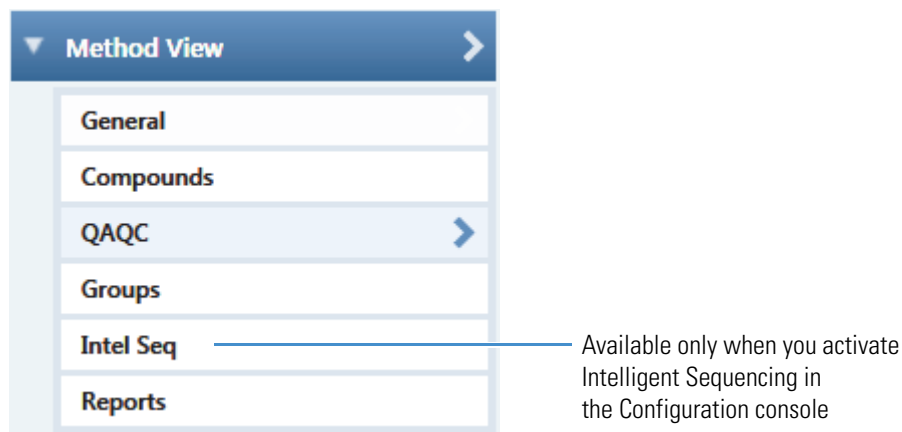 Method View
General
Compounds
QAQC
Groups
Intel Seq
Available only when you activate
Intelligent Sequencing in
the Configuration console
Reports